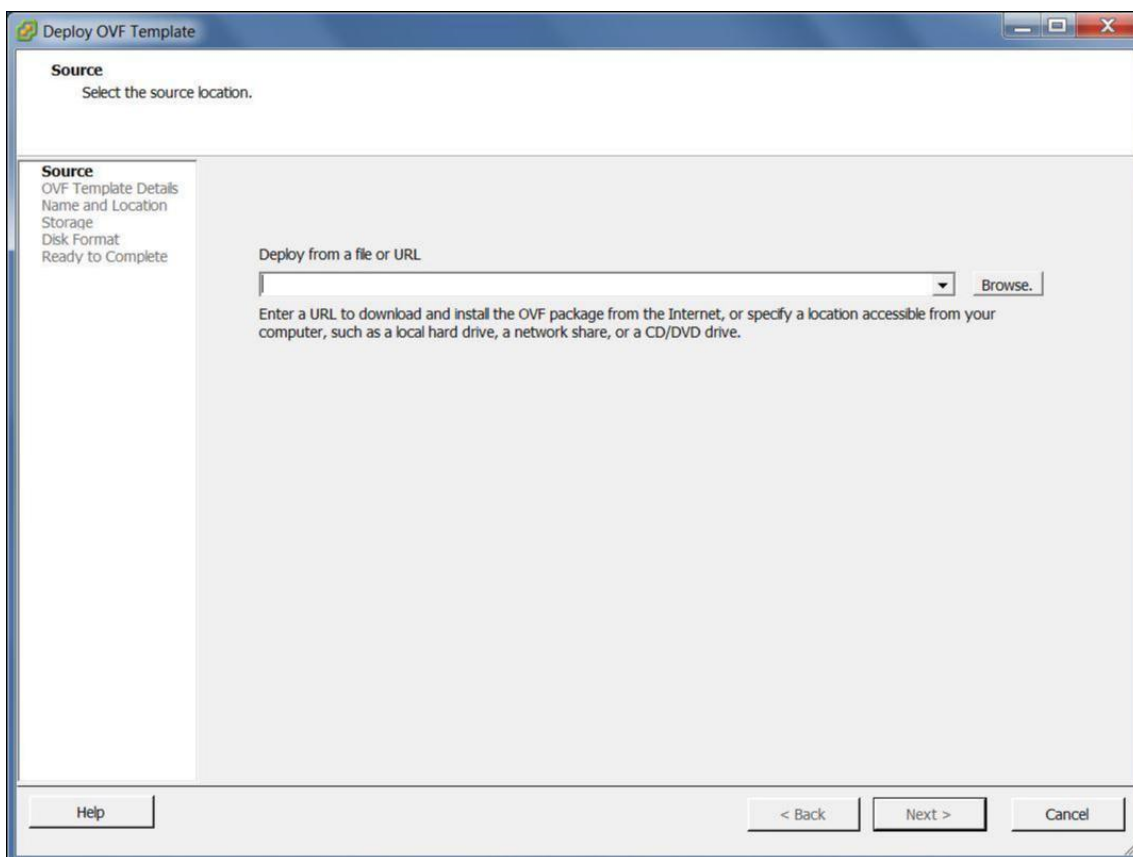 Deploy OVF Template
Source
Select the source location.
Source
OVF Template Details
Name and Location
Storage
Disk Format
Ready to Complete
Deploy from a file or URL
Browse.
Enter a URL to download and install the OVF package from the Internet, or specify a location accessible from your
computer, such as a local hard drive, a network share, or a CD/DVD drive.
Help
< Back
Next >
Cancel